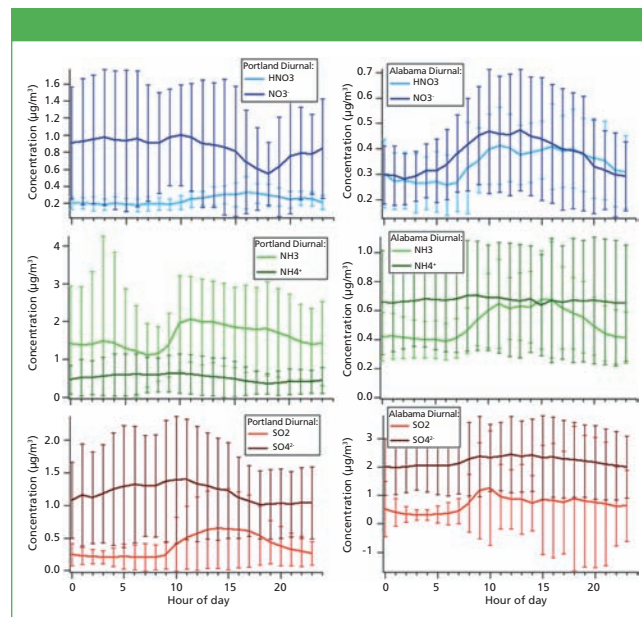 Portland Diurnal:
HNO3
NO3-
Concentration (µg/m³)
1.6
1.4
1.2
1.0
0.8
0.6
0.4
0.2
Alabama Diurnal:
HNO3
NO3-
Concentration (µg/m³)
0.7
0.6
0.4
0.3
0.2
Portland Diurnal:
NH3
NH4+
Concentration (µg/m³)
4
3
2
1
0
Alabama Diurnal:
NH3
NH4+
Concentration (µg/m³)
1.0
0.8
0.6
0.4
0.2
0.0
Portland Diurnal:
SO2
SO42-
Concentration (µg/m³)
2.0
1.5
1.0
0.5
0.0
0 5 10 15 20
Hour of day
Alabama Diurnal:
SO2
SO42-
Concentration (µg/m³)
3
2
1
0
-1
0 5 10 15 20
Hour of day